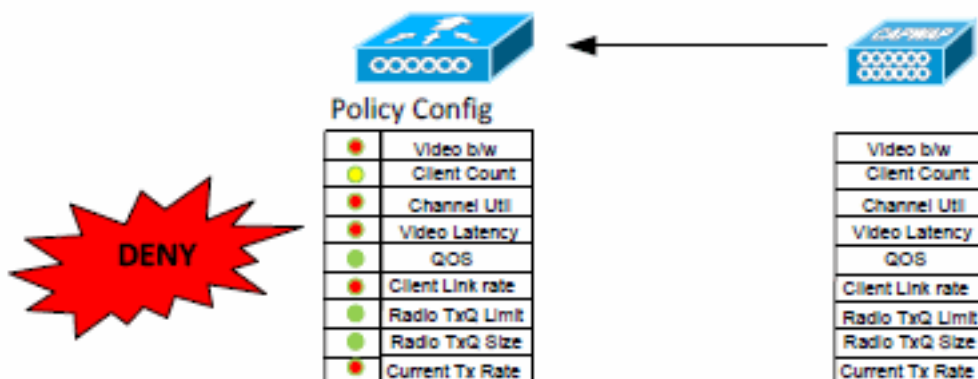 CAPWAP
Policy Config
Video b/w
Client Count
Channel Util
Video Latency
QOS
Client Link rate
Radio TxQ Limit
Radio TxQ Size
Current Tx Rate
DENY
Video b/w
Client Count
Channel Util
Video Latency
QOS
Client Link rate
Radio TxQ Limit
Radio TxQ Size
Current Tx Rate